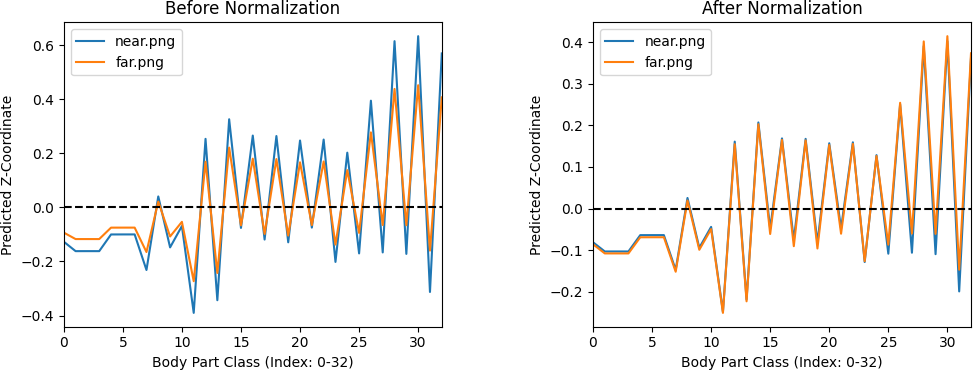 Before Normalization
near.png
far.png
Predicted Z-Coordinate
0.6
0.4
0.2
0.0
−0.2
−0.4
0 5 10 15 20 25 30
Body Part Class (Index: 0-32)
After Normalization
near.png
far.png
Predicted Z-Coordinate
0.4
0.3
0.2
0.1
0.0
−0.1
−0.2
0 5 10 15 20 25 30
Body Part Class (Index: 0-32)